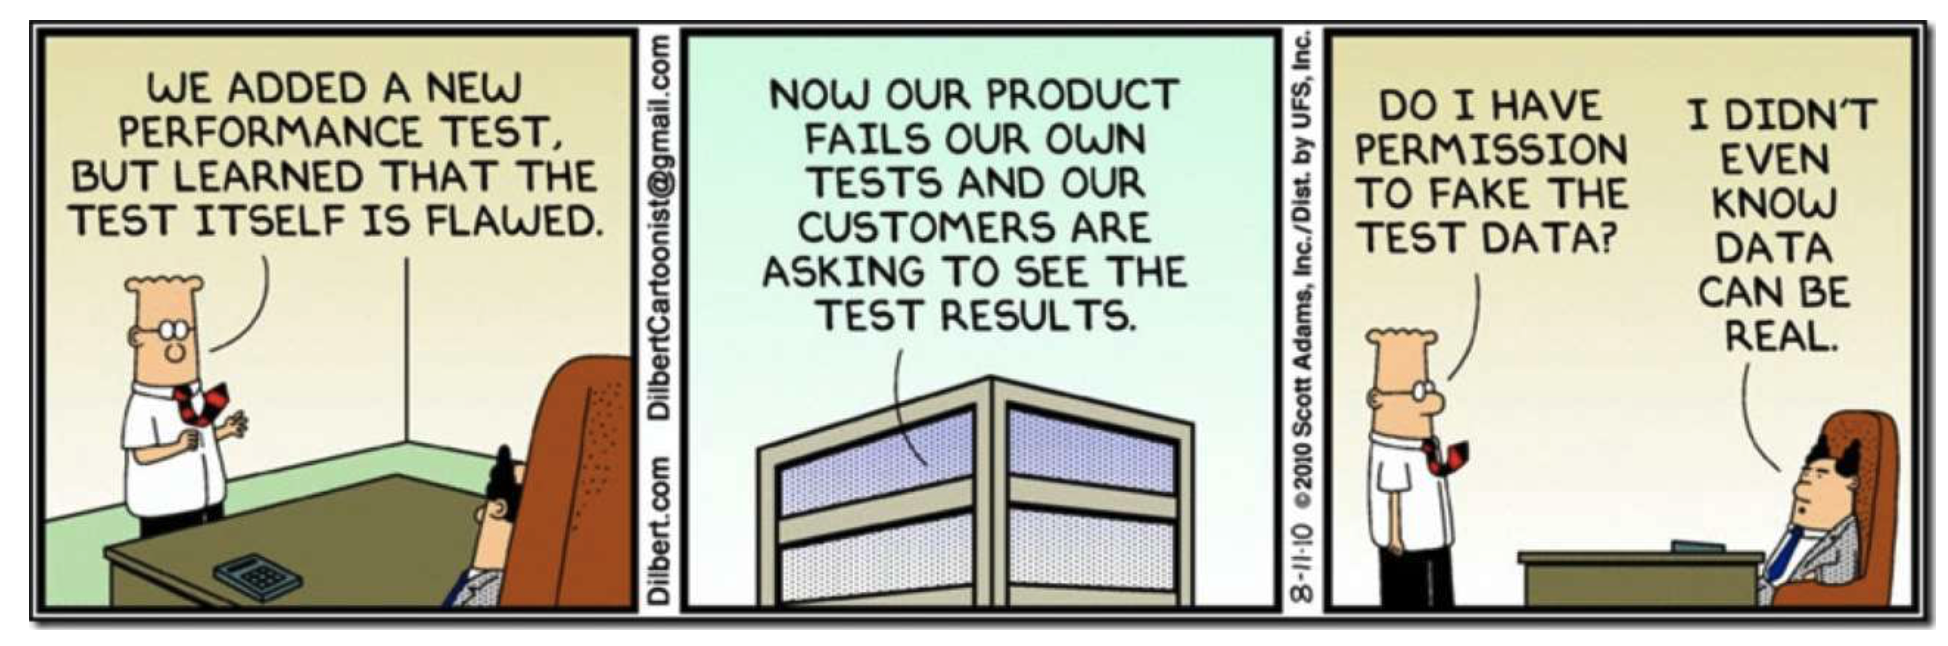 WE ADDED A NEW
PERFORMANCE TEST,
BUT LEARNED THAT THE
TEST ITSELF IS FLAWED.
Dilbert.com DilbertCartoonist@gmail.com
NOW OUR PRODUCT
FAILS OUR OWN
TESTS AND OUR
CUSTOMERS ARE
ASKING TO SEE THE
TEST RESULTS.
8-11-10 ©2010 Scott Adams, Inc./Dist. by UFS, Inc.
DO I HAVE
PERMISSION
TO FAKE THE
TEST DATA?
I DIDN'T
EVEN
KNOW
DATA
CAN BE
REAL.